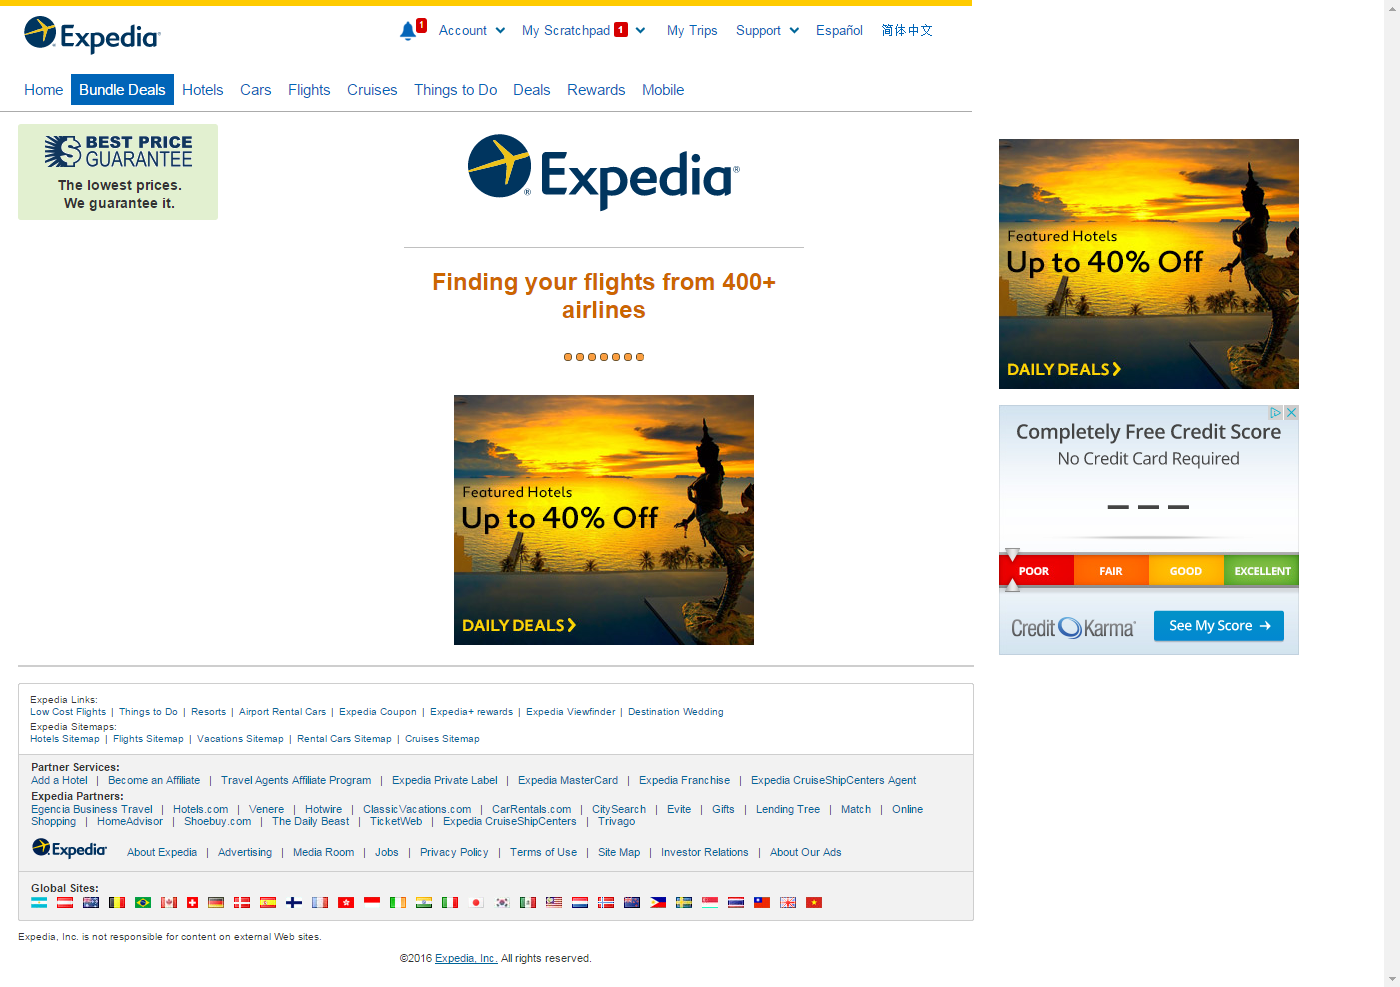 Expedia
1
Account
My Scratchpad 1
My Trips
Support
Español
简体中文
Home
Bundle Deals
Hotels
Cars
Flights
Cruises
Things to Do
Deals
Rewards
Mobile
BEST PRICE
GUARANTEE
The lowest prices.
We guarantee it.
Expedia®
Finding your flights from 400+
airlines
Featured Hotels
Up to 40% Off
DAILY DEALS
Featured Hotels
Up to 40% Off
DAILY DEALS
Completely Free Credit Score
No Credit Card Required
POOR FAIR GOOD EXCELLENT
Credit Karma
See My Score →
Expedia Links:
Low Cost Flights | Things to Do | Resorts | Airport Rental Cars | Expedia Coupon | Expedia+ rewards | Expedia Viewfinder | Destination Wedding
Expedia Sitemaps:
Hotels Sitemap | Flights Sitemap | Vacations Sitemap | Rental Cars Sitemap | Cruises Sitemap
Partner Services:
Add a Hotel | Become an Affiliate | Travel Agents Affiliate Program | Expedia Private Label | Expedia MasterCard | Expedia Franchise | Expedia CruiseShipCenters Agent
Expedia Partners:
Egencia Business Travel | Hotels.com | Venere | Hotwire | ClassicVacations.com | CarRentals.com | CitySearch | Evite | Gifts | Lending Tree | Match | Online
Shopping | HomeAdvisor | Shoebuy.com | The Daily Beast | TicketWeb | Expedia CruiseShipCenters | Trivago
Expedia
About Expedia | Advertising | Media Room | Jobs | Privacy Policy | Terms of Use | Site Map | Investor Relations | About Our Ads
Global Sites:
Expedia, Inc. is not responsible for content on external Web sites.
©2016 Expedia, Inc. All rights reserved.